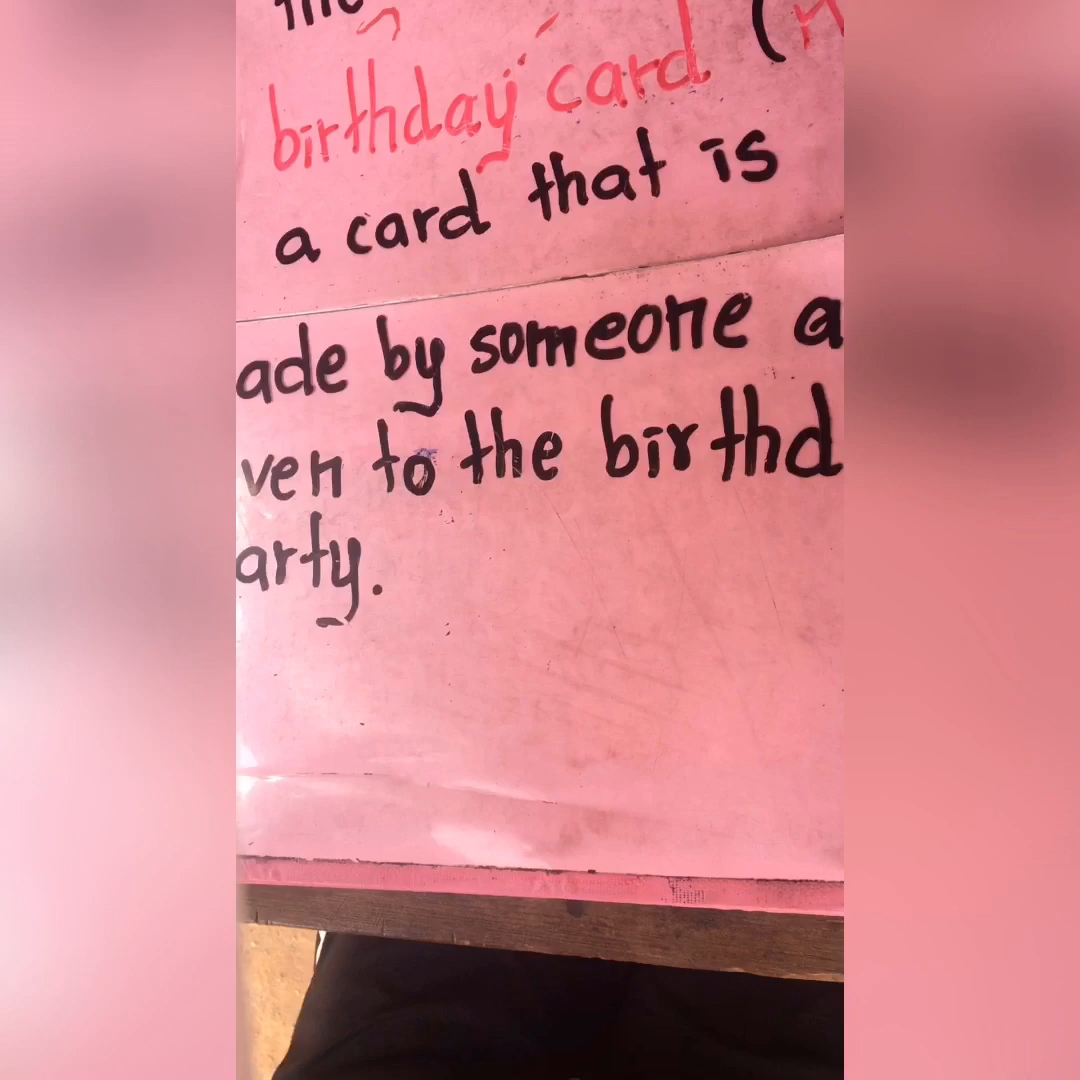 birthday card (
a card that is
ade by someone a
ven to the birthd
arty.